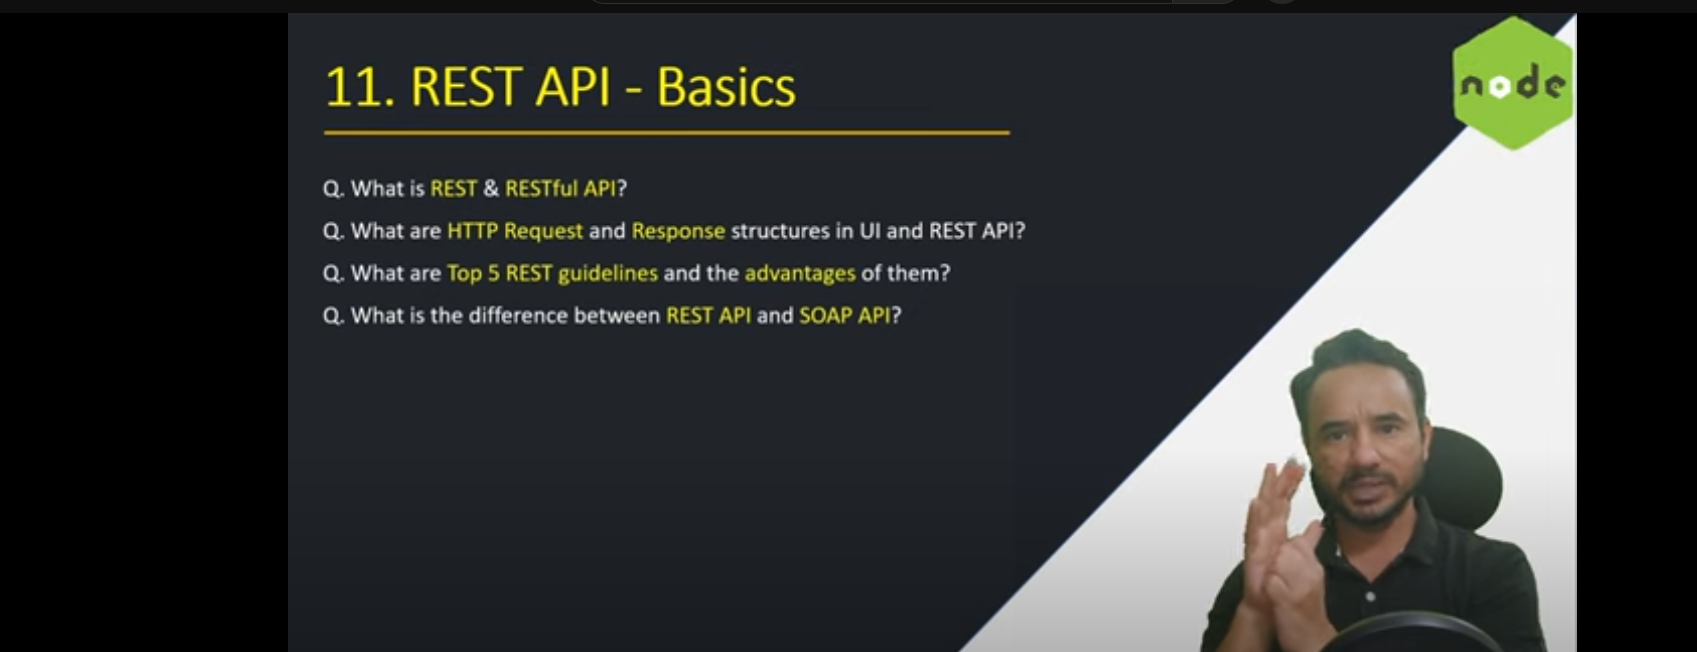 11. REST API - Basics
node
Q. What is REST & RESTful API?
Q. What are HTTP Request and Response structures in UI and REST API?
Q. What are Top 5 REST guidelines and the advantages of them?
Q. What is the difference between REST API and SOAP API?